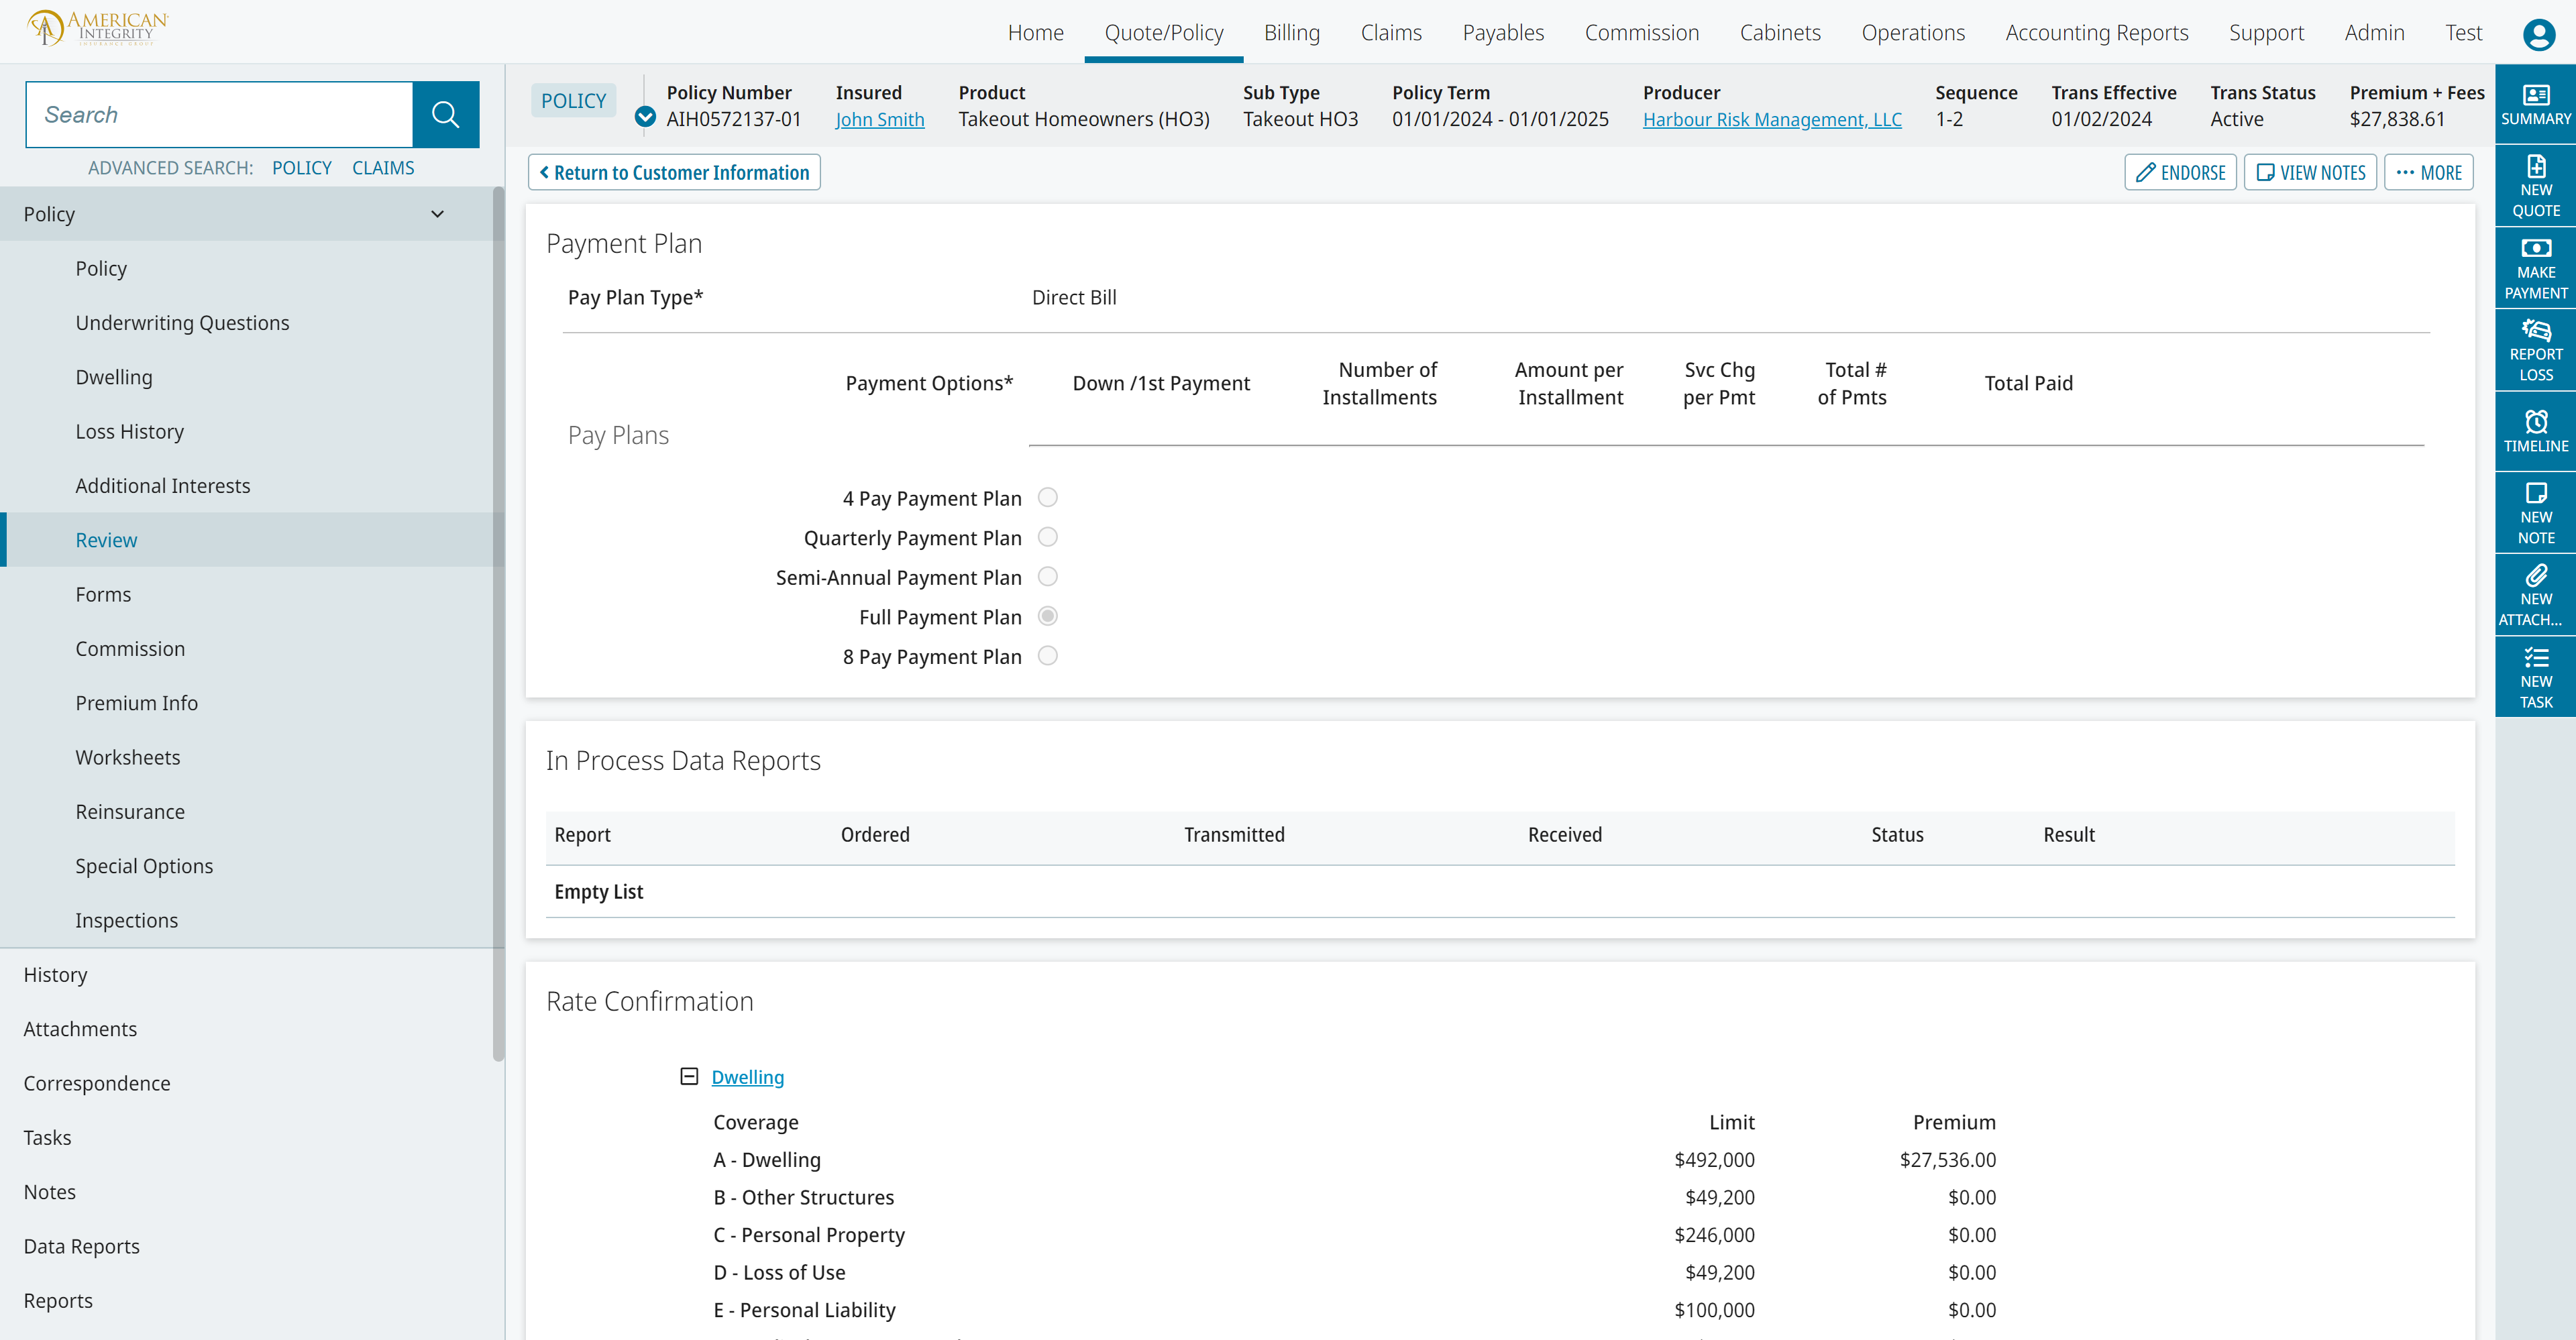 AMERICAN
INTEGRITY
INSURANCE GROUP
Home Quote/Policy Billing Claims Payables Commission Cabinets Operations Accounting Reports Support Admin Test
Search
ADVANCED SEARCH: POLICY CLAIMS
Policy
Policy
Underwriting Questions
Dwelling
Loss History
Additional Interests
Review
Forms
Commission
Premium Info
Worksheets
Reinsurance
Special Options
Inspections
History
Attachments
Correspondence
Tasks
Notes
Data Reports
Reports
POLICY
Policy Number Insured Product Sub Type Policy Term Producer Sequence Trans Effective Trans Status Premium + Fees
AIH0572137-01 John Smith Takeout Homeowners (HO3) Takeout HO3 01/01/2024 - 01/01/2025 Harbour Risk Management, LLC 1-2 01/02/2024 Active $27,838.61
Return to Customer Information
ENDORSE VIEW NOTES ••• MORE
Payment Plan
Pay Plan Type* Direct Bill
Payment Options* Down /1st Payment Number of Installments Amount per Installment Svc Chg per Pmt Total # of Pmts Total Paid
Pay Plans
4 Pay Payment Plan
Quarterly Payment Plan
Semi-Annual Payment Plan
Full Payment Plan
8 Pay Payment Plan
In Process Data Reports
Report Ordered Transmitted Received Status Result
Empty List
Rate Confirmation
Dwelling
Coverage Limit Premium
A - Dwelling $492,000 $27,536.00
B - Other Structures $49,200 $0.00
C - Personal Property $246,000 $0.00
D - Loss of Use $49,200 $0.00
E - Personal Liability $100,000 $0.00
SUMMARY
NEW
QUOTE
MAKE
PAYMENT
REPORT
LOSS
TIMELINE
NEW
NOTE
NEW
ATTACH...
NEW
TASK